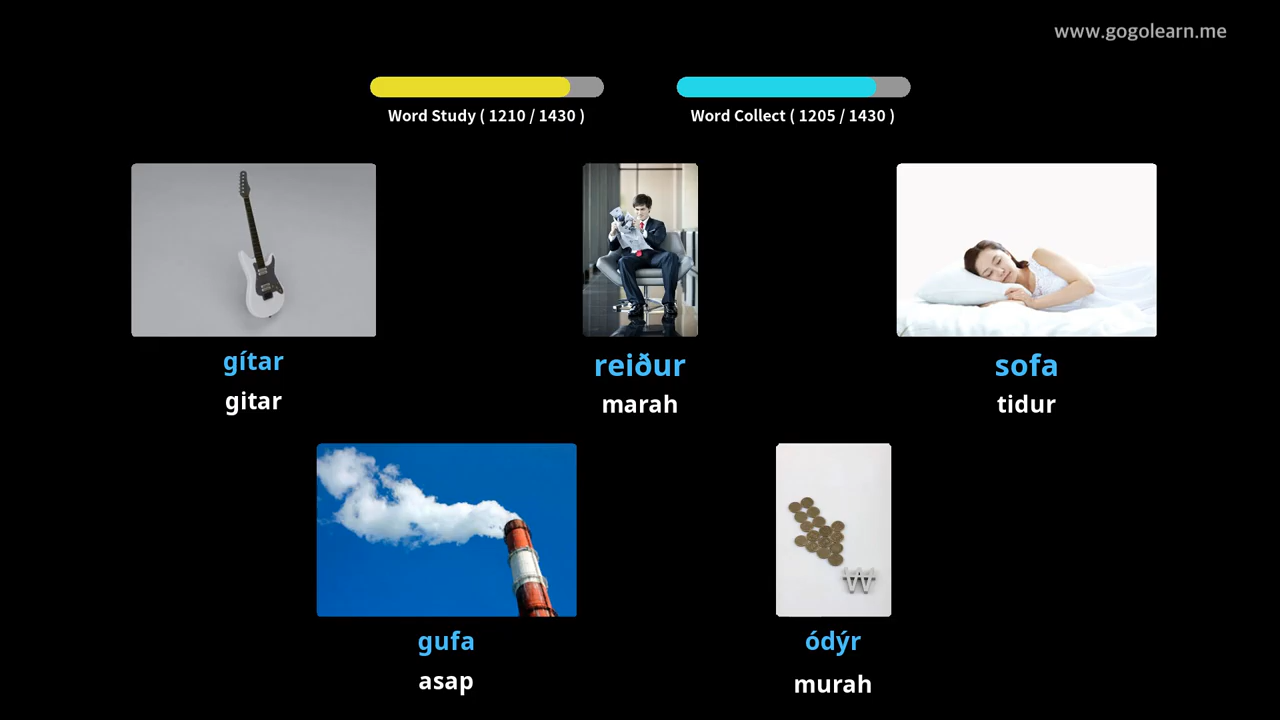 www.gogolearn.me
Word Study ( 1210 / 1430 )
Word Collect ( 1205 / 1430 )
gítar
gitar
reiður
marah
sofa
tidur
gufa
asap
ódýr
murah